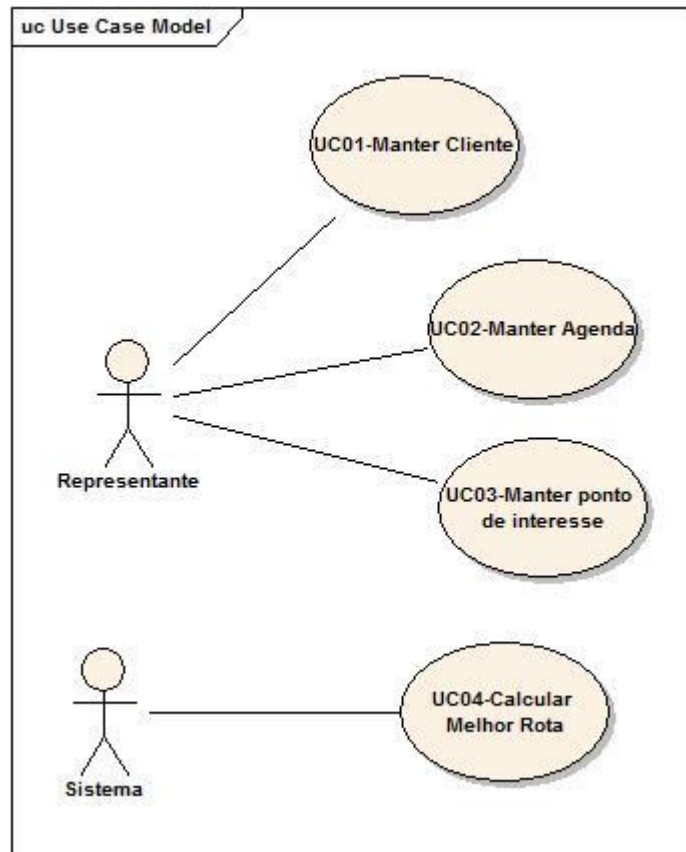 uc Use Case Model
UC01-Manter Cliente
UC02-Manter Agenda
Representante
UC03-Manter ponto
de interesse
UC04-Calcular
Melhor Rota
Sistema